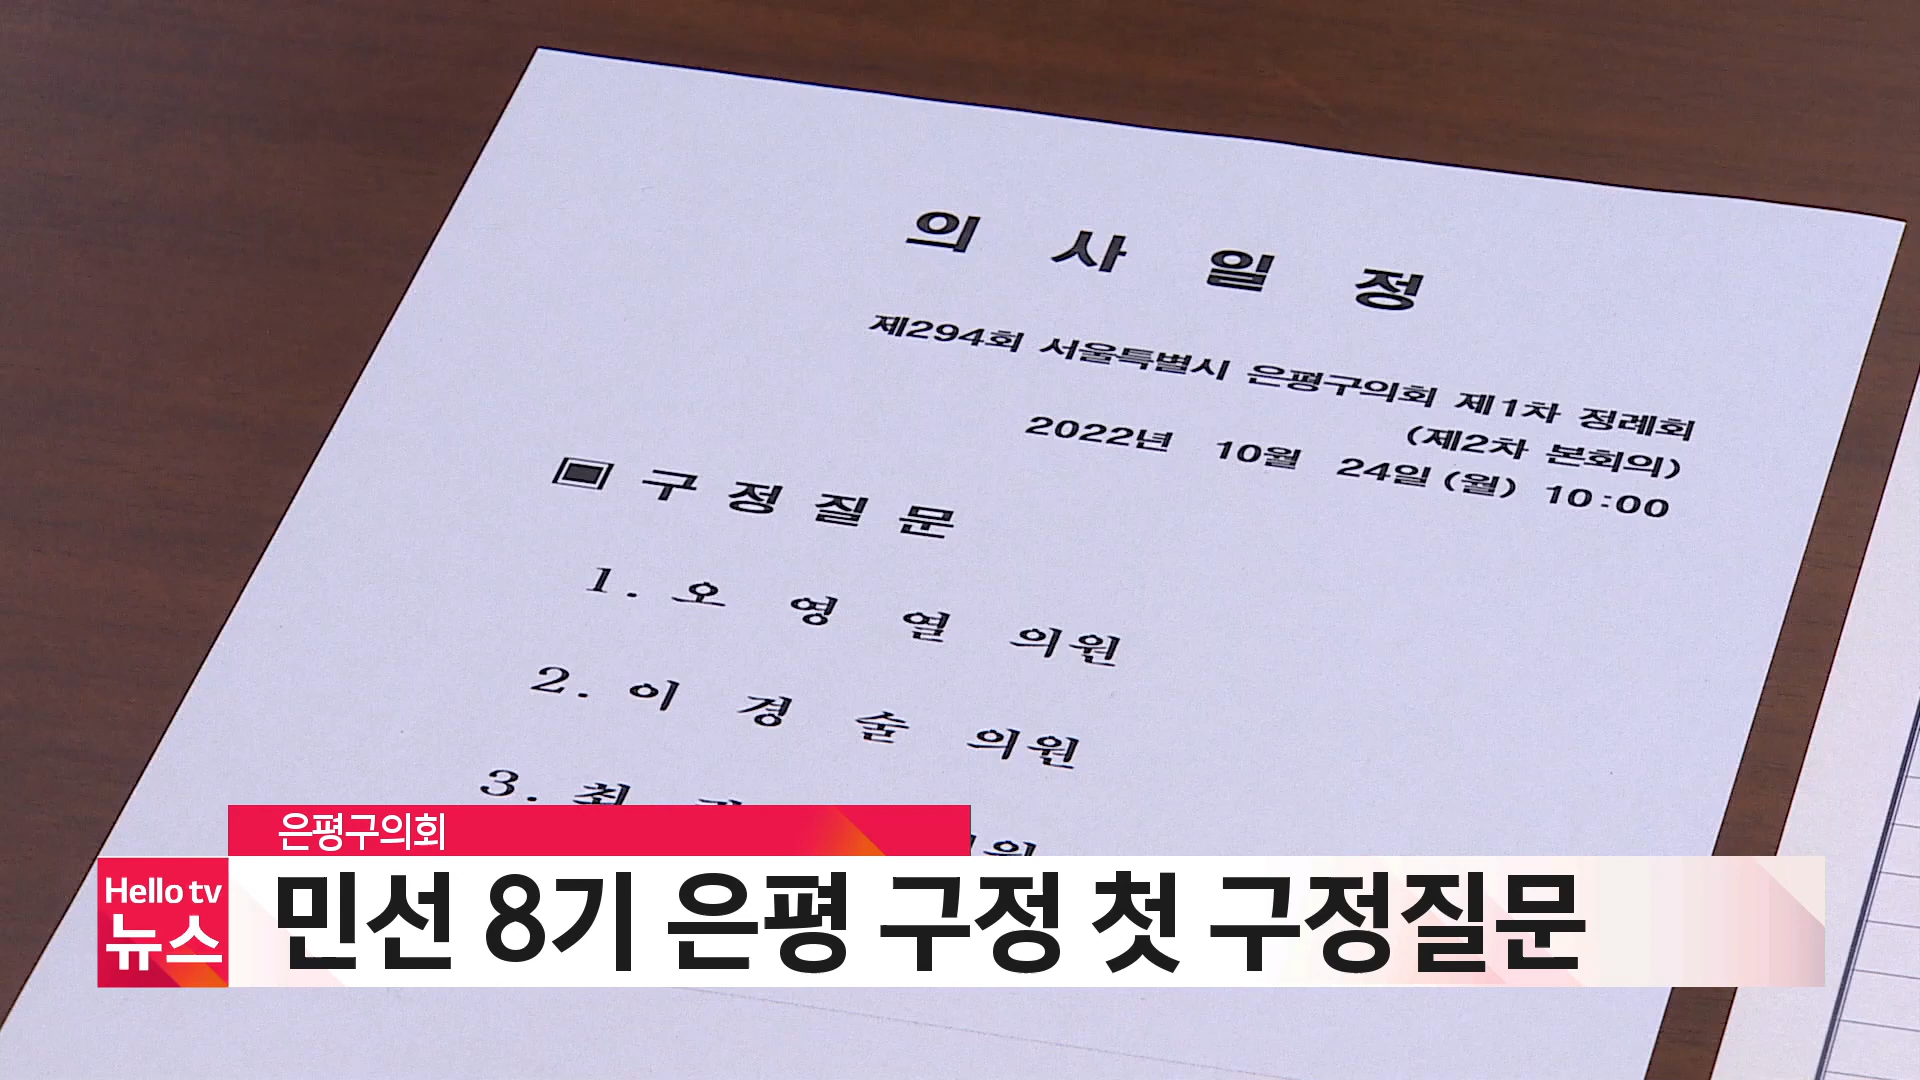 의 사 일 정
제294회 서울특별시 은평구의회 제1차 정례회
(제2차 본회의)
2022년 10월 24일(월) 10:00
▣ 구 정 질 문
1. 오 영 열 의원
2. 이 경 술 의원
3. 최
은평구의회
Hello tv
뉴스
민선 8기 은평 구정 첫 구정질문